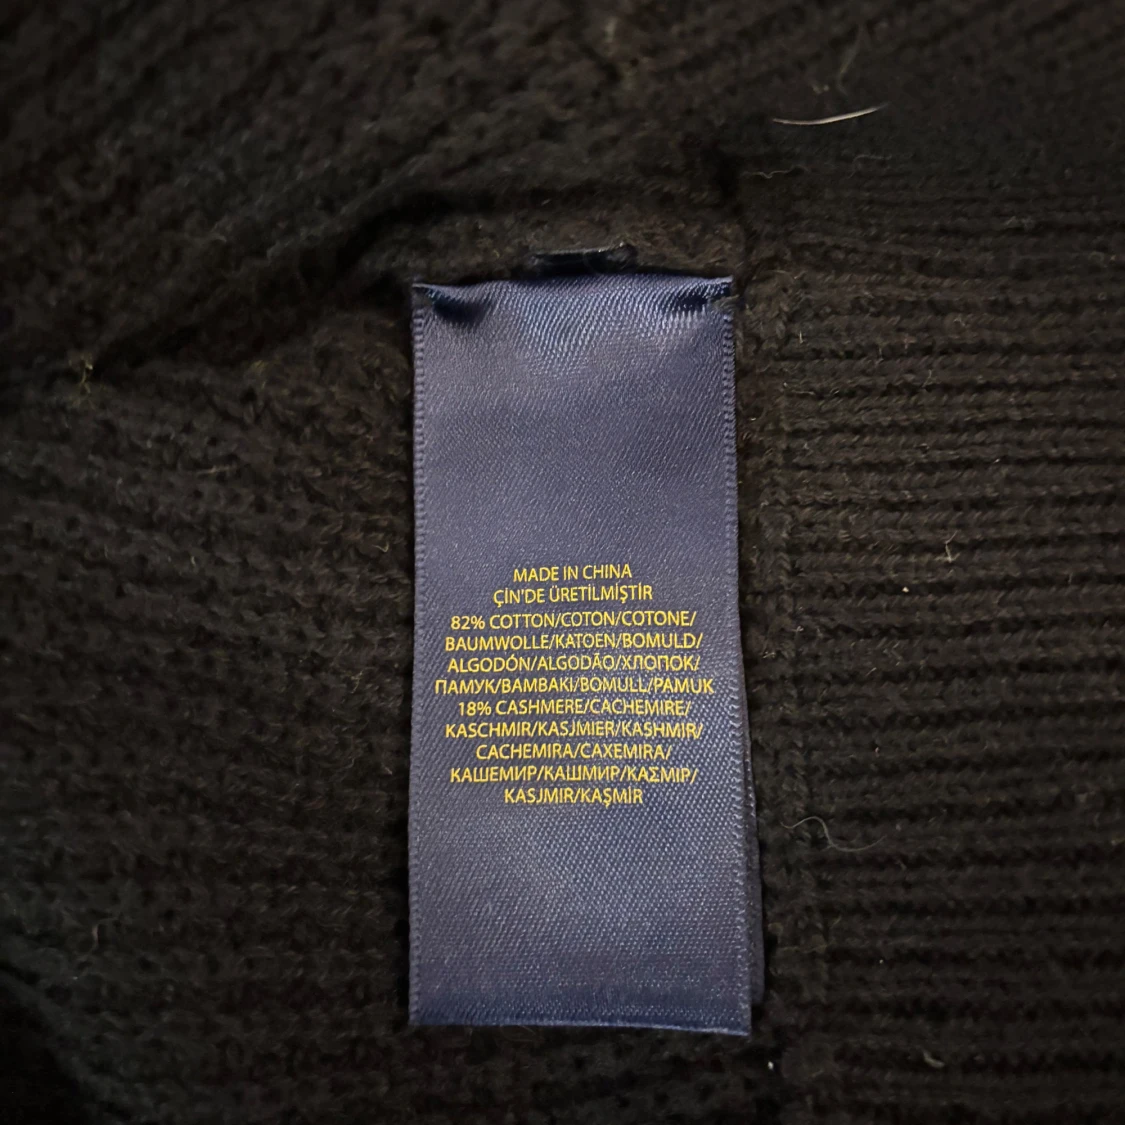 MADE IN CHINA
ÇİN'DE ÜRETİLMİŞTİR
82% COTTON/COTON/COTONE/
BAUMWOLLE/KATOEN/BOMULD/
ALGODÓN/ALGODÃO/ХЛОПОК/
ПАМУК/BAMBAKI/BOMULL/PAMUK
18% CASHMERE/CACHEMIRE/
KASCHMIR/KASJMIER/KASHMIR/
CACHEMIRA/CAXEMIRA/
КАШЕМИР/КАШМИР/ΚΑΣΜΙΡ/
KASJMIR/KAŞMİR